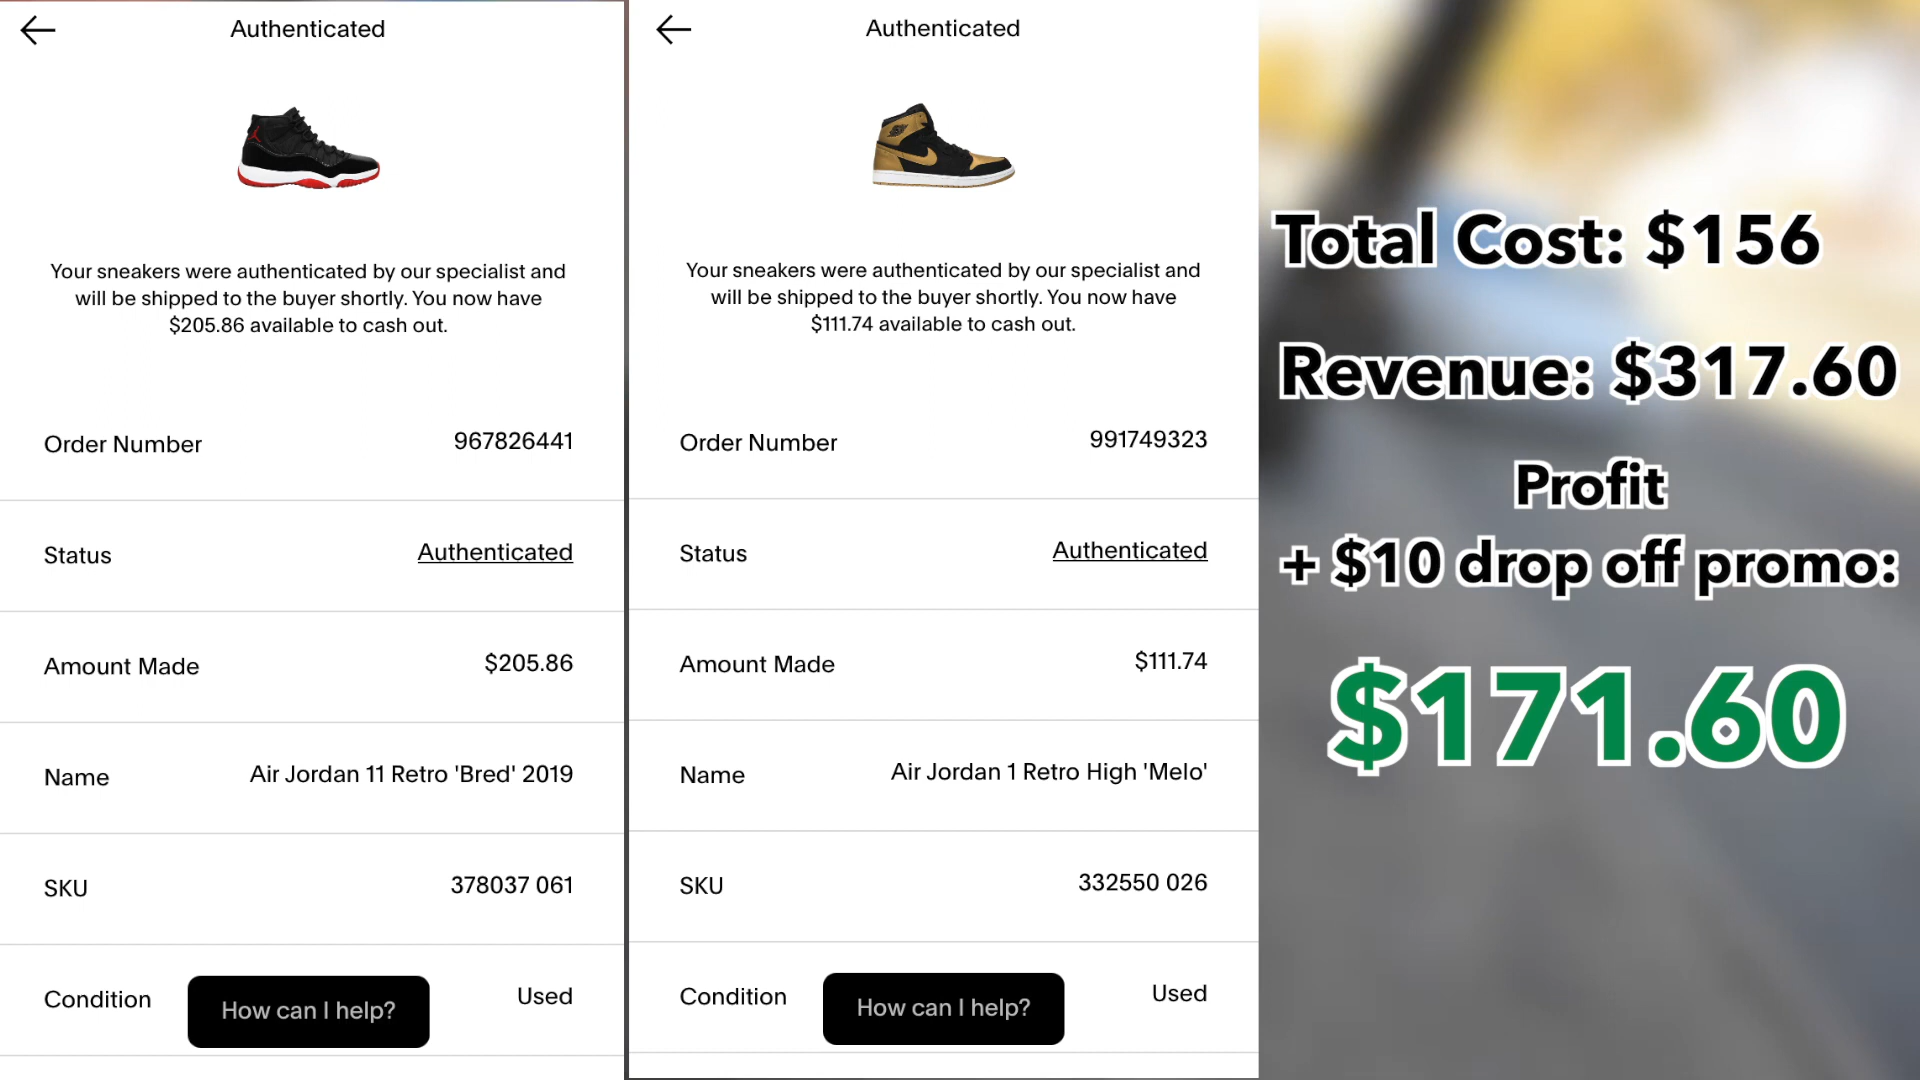 Authenticated
Your sneakers were authenticated by our specialist and
will be shipped to the buyer shortly. You now have
$205.86 available to cash out.
Order Number 967826441
Status Authenticated
Amount Made $205.86
Name Air Jordan 11 Retro 'Bred' 2019
SKU 378037 061
Condition Used
How can I help?
Authenticated
Your sneakers were authenticated by our specialist and
will be shipped to the buyer shortly. You now have
$111.74 available to cash out.
Order Number 991749323
Status Authenticated
Amount Made $111.74
Name Air Jordan 1 Retro High 'Melo'
SKU 332550 026
Condition Used
How can I help?
Total Cost: $156
Revenue: $317.60
Profit
+ $10 drop off promo:
$171.60